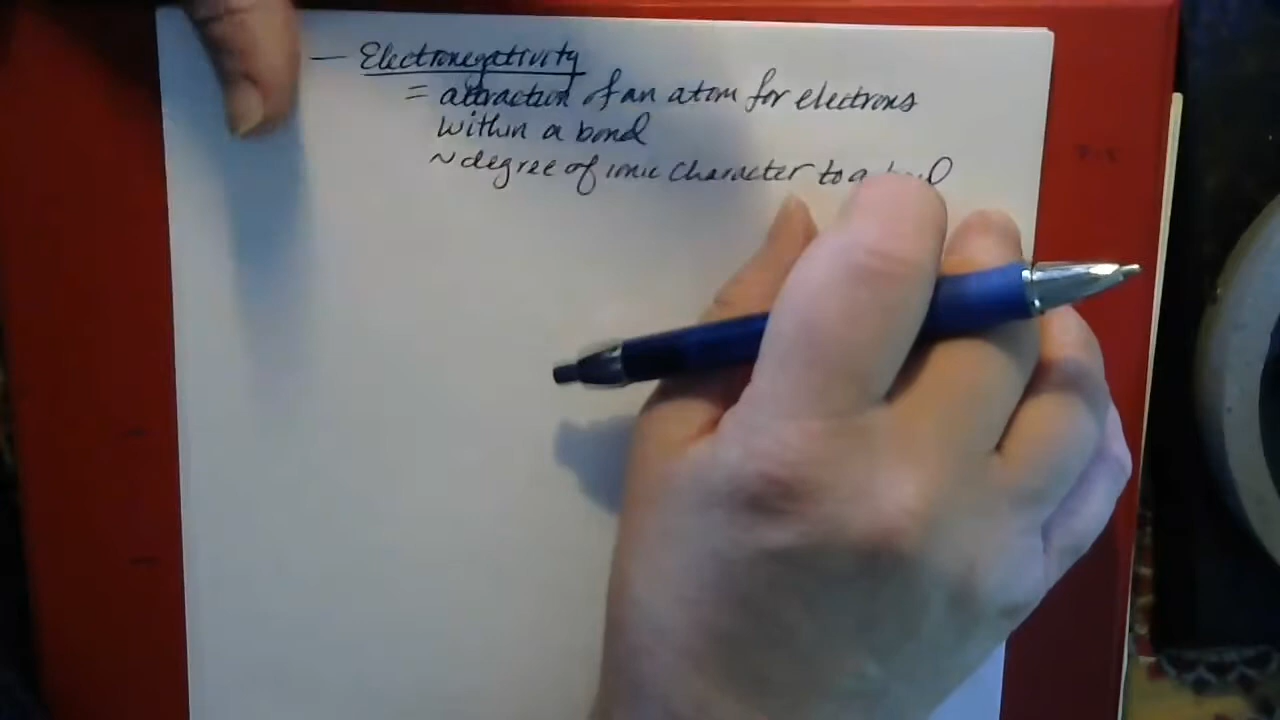 — Electronegativity
= attraction of an atom for electrons
within a bond
~ degree of ionic character to a